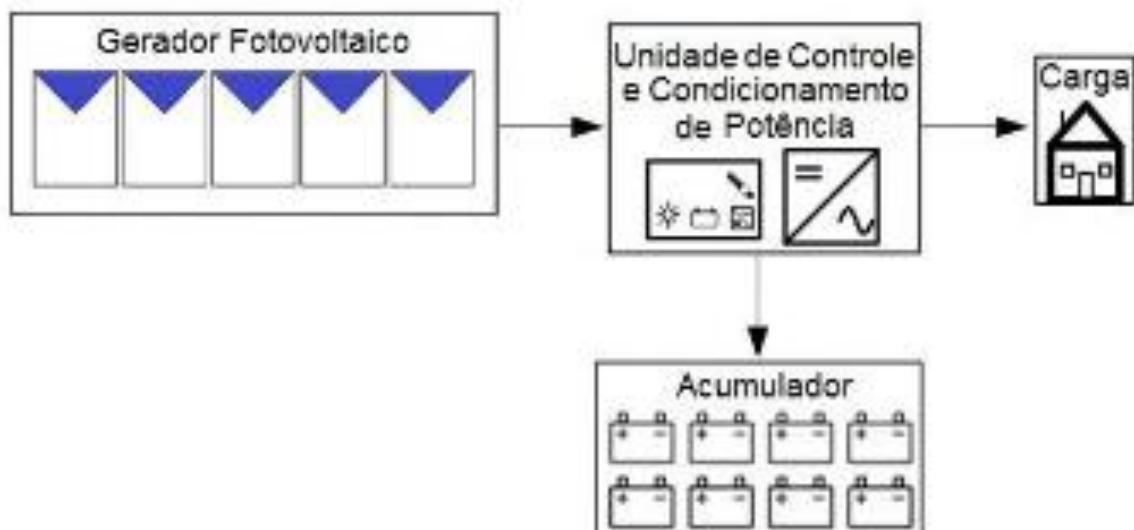 Gerador Fotovoltaico
Unidade de Controle
e Condicionamento
de Potência
Carga
Acumulador
+ - + - + - + -
+ - + - + - + -